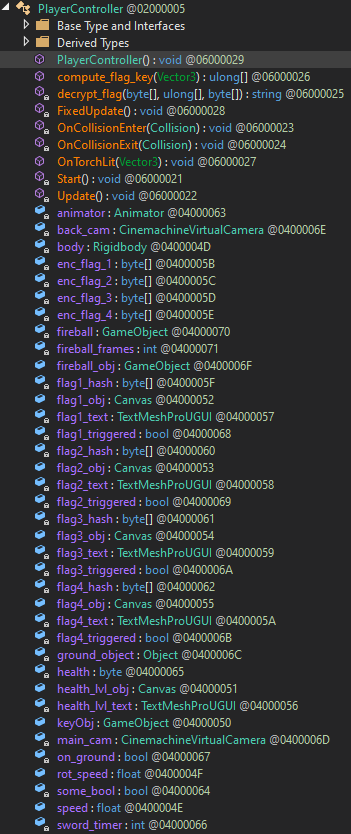 PlayerController @02000005
Base Type and Interfaces
Derived Types
PlayerController() : void @06000029
compute_flag_key(Vector3) : ulong[] @06000026
decrypt_flag(byte[], ulong[], byte[]) : string @06000025
FixedUpdate() : void @06000028
OnCollisionEnter(Collision) : void @06000023
OnCollisionExit(Collision) : void @06000024
OnTorchLit(Vector3) : void @06000027
Start() : void @06000021
Update() : void @06000022
animator : Animator @04000063
back_cam : CinemachineVirtualCamera @0400006E
body : Rigidbody @0400004D
enc_flag_1 : byte[] @0400005B
enc_flag_2 : byte[] @0400005C
enc_flag_3 : byte[] @0400005D
enc_flag_4 : byte[] @0400005E
fireball : GameObject @04000070
fireball_frames : int @04000071
fireball_obj : GameObject @0400006F
flag1_hash : byte[] @0400005F
flag1_obj : Canvas @04000052
flag1_text : TextMeshProUGUI @04000057
flag1_triggered : bool @04000068
flag2_hash : byte[] @04000060
flag2_obj : Canvas @04000053
flag2_text : TextMeshProUGUI @04000058
flag2_triggered : bool @04000069
flag3_hash : byte[] @04000061
flag3_obj : Canvas @04000054
flag3_text : TextMeshProUGUI @04000059
flag3_triggered : bool @0400006A
flag4_hash : byte[] @04000062
flag4_obj : Canvas @04000055
flag4_text : TextMeshProUGUI @0400005A
flag4_triggered : bool @0400006B
ground_object : Object @0400006C
health : byte @04000065
health_lvl_obj : Canvas @04000051
health_lvl_text : TextMeshProUGUI @04000056
keyObj : GameObject @04000050
main_cam : CinemachineVirtualCamera @0400006D
on_ground : bool @04000067
rot_speed : float @0400004F
some_bool : bool @04000064
speed : float @0400004E
sword_timer : int @04000066